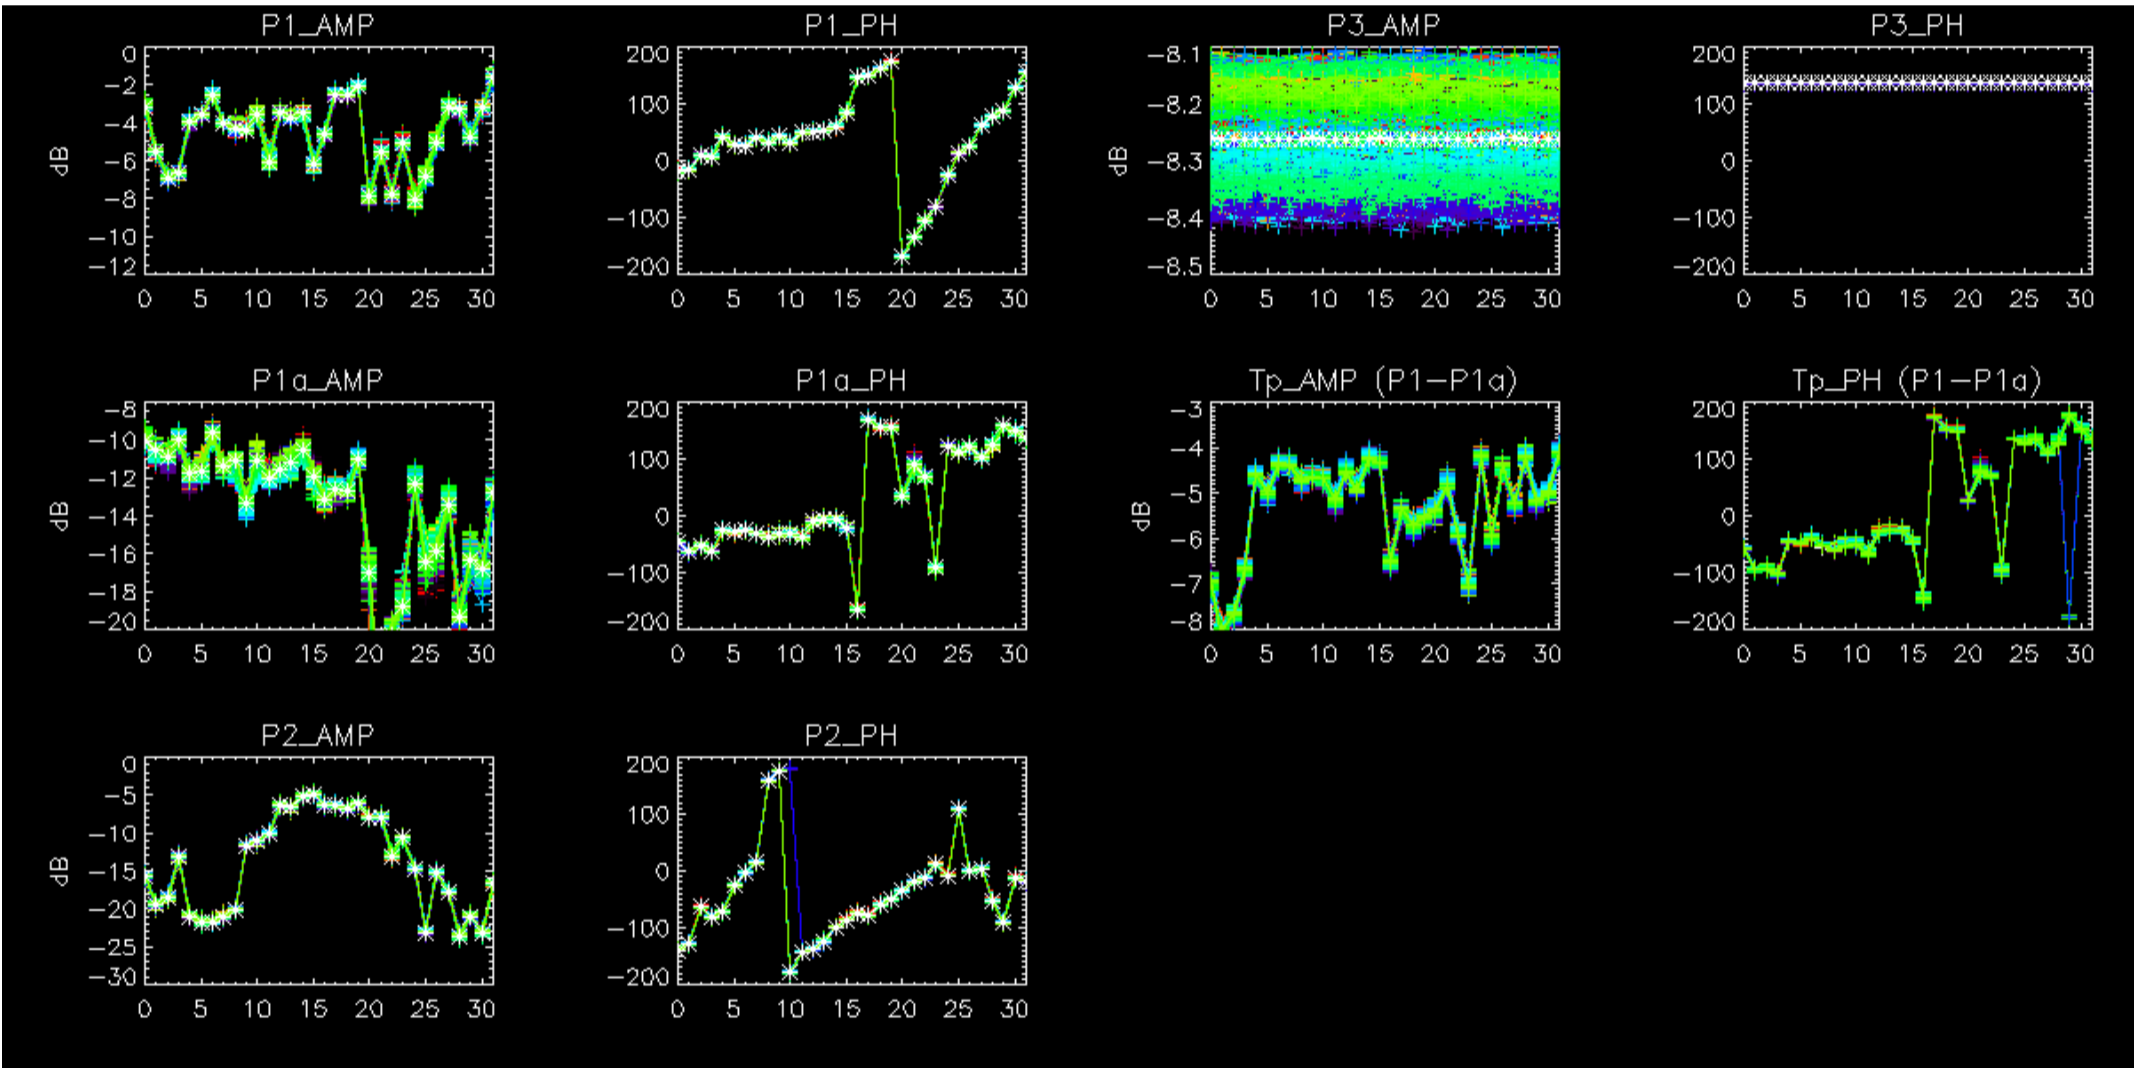 P1_AMP
0
−2
−4
−6
−8
−10
−12
dB
0 5 10 15 20 25 30
P1_PH
200
100
0
−100
−200
0 5 10 15 20 25 30
P3_AMP
−8.1
−8.2
−8.3
−8.4
−8.5
dB
0 5 10 15 20 25 30
P3_PH
200
100
0
−100
−200
0 5 10 15 20 25 30
P1a_AMP
−8
−10
−12
−14
−16
−18
−20
dB
0 5 10 15 20 25 30
P1a_PH
200
100
0
−100
−200
0 5 10 15 20 25 30
Tp_AMP (P1−P1a)
−3
−4
−5
−6
−7
−8
dB
0 5 10 15 20 25 30
Tp_PH (P1−P1a)
200
100
0
−100
−200
0 5 10 15 20 25 30
P2_AMP
0
−5
−10
−15
−20
−25
−30
dB
0 5 10 15 20 25 30
P2_PH
200
100
0
−100
−200
0 5 10 15 20 25 30